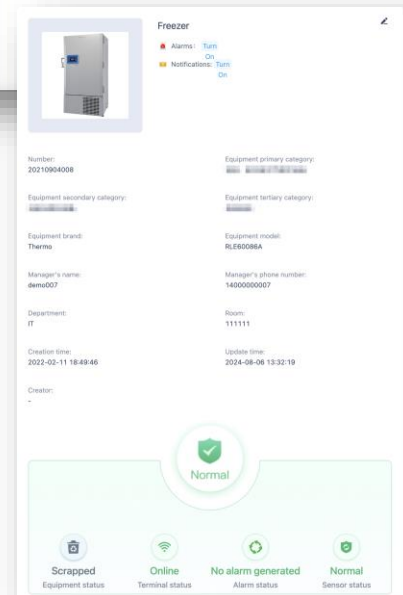 Freezer
Alarms: Turn
On
Notifications: Turn
On
Number:
20210904008
Equipment primary category:
Equipment secondary category:
Equipment tertiary category:
Equipment brand:
Thermo
Equipment model:
RLE60086A
Manager's name:
demo007
Manager's phone number:
14000000007
Department:
IT
Room:
111111
Creation time:
2022-02-11 18:49:46
Update time:
2024-08-06 13:32:19
Creator:
-
Normal
Scrapped
Equipment status
Online
Terminal status
No alarm generated
Alarm status
Normal
Sensor status